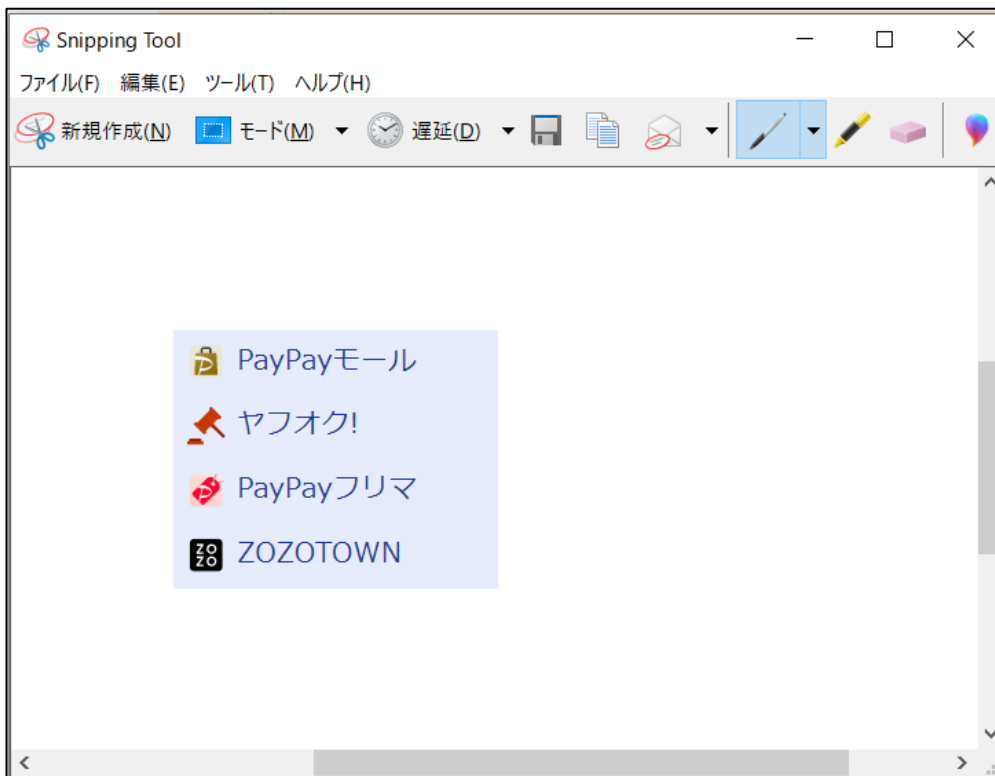 Snipping Tool
ファイル(F) 編集(E) ツール(T) ヘルプ(H)
新規作成(N) モード(M) 遅延(D)
PayPayモール
ヤフオク!
PayPayフリマ
ZOZO ZOZOTOWN